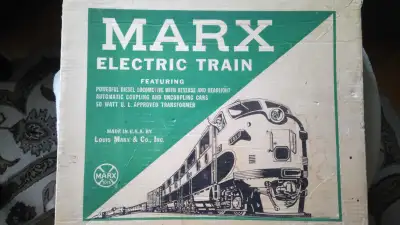 MARX
ELECTRIC TRAIN
FEATURING
POWERFUL DIESEL LOCOMOTIVE WITH REVERSE AND HEADLIGHT
AUTOMATIC COUPLING AND UNCOUPLING CARS
50 WATT U. L. APPROVED TRANSFORMER
MADE IN U.S.A. BY
LOUIS MARX & CO., INC.
MARX